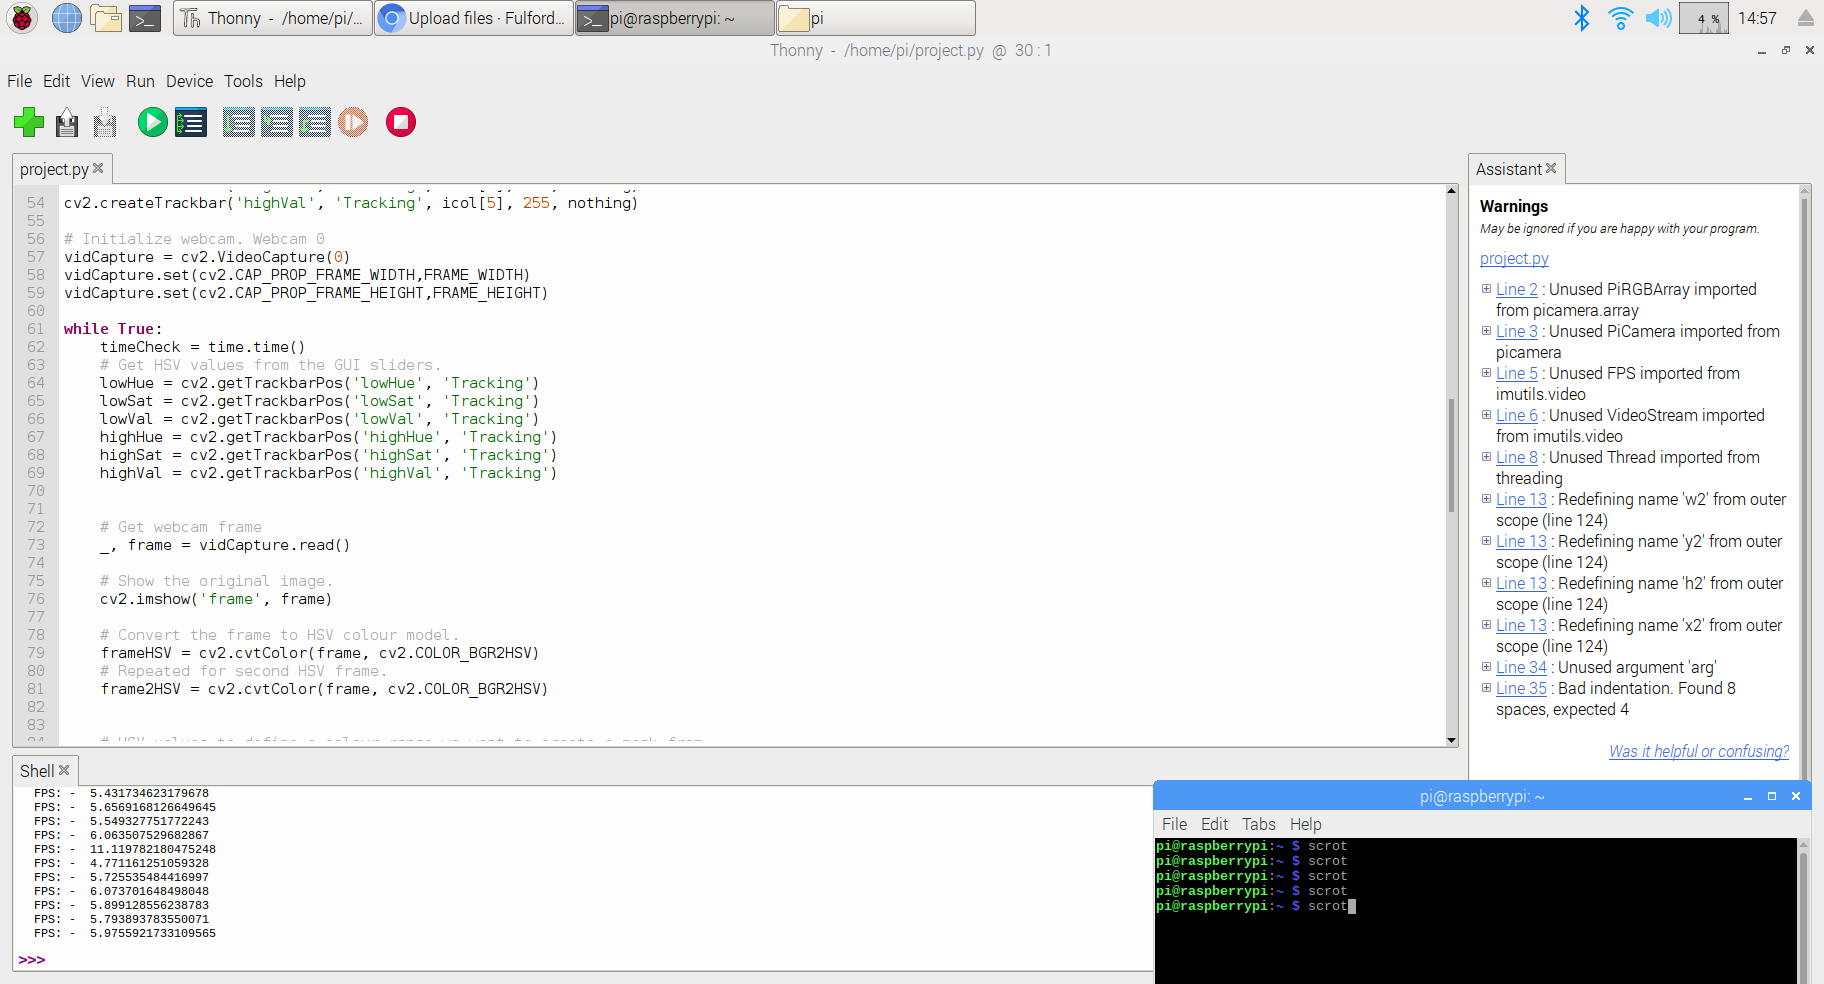 Thonny - /home/pi/...
Upload files · Fulford...
pi@raspberrypi: ~
pi
4 %
14:57
Thonny - /home/pi/project.py @ 30 : 1
File Edit View Run Device Tools Help
project.py
54 cv2.createTrackbar('highVal', 'Tracking', icol[5], 255, nothing)
55
56 # Initialize webcam. Webcam 0
57 vidCapture = cv2.VideoCapture(0)
58 vidCapture.set(cv2.CAP_PROP_FRAME_WIDTH,FRAME_WIDTH)
59 vidCapture.set(cv2.CAP_PROP_FRAME_HEIGHT,FRAME_HEIGHT)
60
61 while True:
62     timeCheck = time.time()
63     # Get HSV values from the GUI sliders.
64     lowHue = cv2.getTrackbarPos('lowHue', 'Tracking')
65     lowSat = cv2.getTrackbarPos('lowSat', 'Tracking')
66     lowVal = cv2.getTrackbarPos('lowVal', 'Tracking')
67     highHue = cv2.getTrackbarPos('highHue', 'Tracking')
68     highSat = cv2.getTrackbarPos('highSat', 'Tracking')
69     highVal = cv2.getTrackbarPos('highVal', 'Tracking')
70
71
72     # Get webcam frame
73     _, frame = vidCapture.read()
74
75     # Show the original image.
76     cv2.imshow('frame', frame)
77
78     # Convert the frame to HSV colour model.
79     frameHSV = cv2.cvtColor(frame, cv2.COLOR_BGR2HSV)
80     # Repeated for second HSV frame.
81     frame2HSV = cv2.cvtColor(frame, cv2.COLOR_BGR2HSV)
82
83
84     # HSV values to define a colour range we want to create a mask from
Assistant
Warnings
May be ignored if you are happy with your program.
project.py
Line 2 : Unused PiRGBArray imported
from picamera.array
Line 3 : Unused PiCamera imported from
picamera
Line 5 : Unused FPS imported from
imutils.video
Line 6 : Unused VideoStream imported
from imutils.video
Line 8 : Unused Thread imported from
threading
Line 13 : Redefining name 'w2' from outer
scope (line 124)
Line 13 : Redefining name 'y2' from outer
scope (line 124)
Line 13 : Redefining name 'h2' from outer
scope (line 124)
Line 13 : Redefining name 'x2' from outer
scope (line 124)
Line 34 : Unused argument 'arg'
Line 35 : Bad indentation. Found 8
spaces, expected 4
Was it helpful or confusing?
Shell
FPS: -  5.431734623179678
FPS: -  5.6569168126649645
FPS: -  5.549327751772243
FPS: -  6.063507529682867
FPS: -  11.119782180475248
FPS: -  4.771161251059328
FPS: -  5.725535484416997
FPS: -  6.073701648498048
FPS: -  5.899128556238783
FPS: -  5.793893783550071
FPS: -  5.9755921733109565
>>>
pi@raspberrypi: ~
File Edit Tabs Help
pi@raspberrypi:~ $ scrot
pi@raspberrypi:~ $ scrot
pi@raspberrypi:~ $ scrot
pi@raspberrypi:~ $ scrot
pi@raspberrypi:~ $ scrot